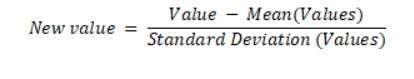 New value = Value − Mean(Values)
Standard Deviation (Values)